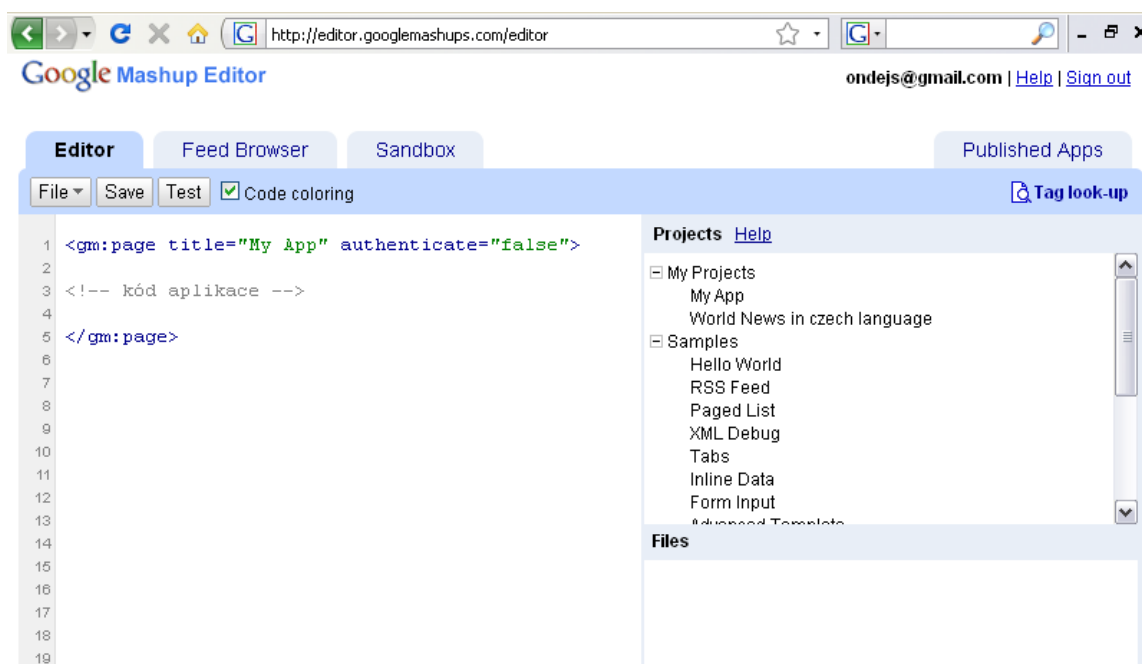 http://editor.googlemashups.com/editor
Google Mashup Editor
ondejs@gmail.com | Help | Sign out
Editor Feed Browser Sandbox Published Apps
File Save Test Code coloring Tag look-up
1 <gm:page title="My App" authenticate="false">
2
3 <!-- kód aplikace -->
4
5 </gm:page>
6
7
8
9
10
11
12
13
14
15
16
17
18
19
Projects Help
My Projects
My App
World News in czech language
Samples
Hello World
RSS Feed
Paged List
XML Debug
Tabs
Inline Data
Form Input
Advanced Template
Files